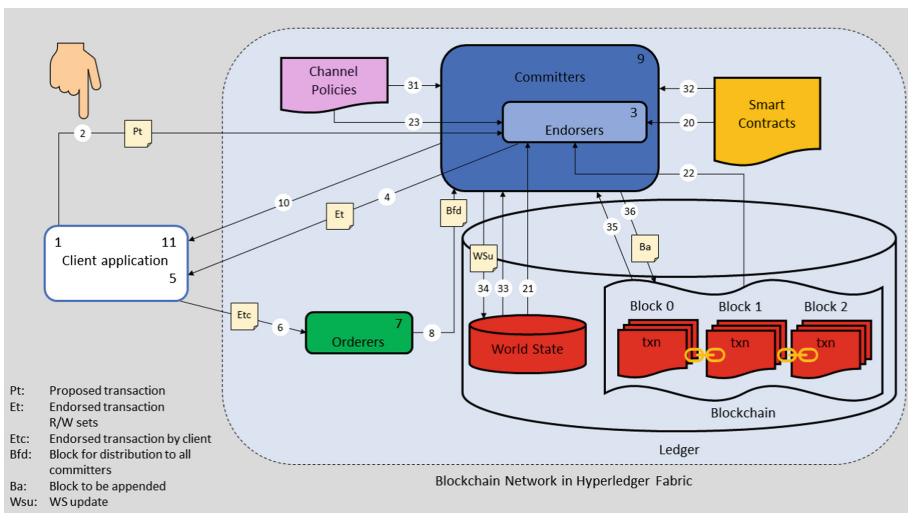 9
Channel
Policies
31
Committers
32
Smart
Contracts
3
Endorsers
23
20
2
Pt
22
10
4
Et
Bfd
36
35
Ba
1
11
Client application
5
WSu
34
33
21
Etc
6
7
Orderers
8
World State
Block 0
Block 1
Block 2
txn
txn
txn
Blockchain
Ledger
Blockchain Network in Hyperledger Fabric
Pt: Proposed transaction
Et: Endorsed transaction
R/W sets
Etc: Endorsed transaction by client
Bfd: Block for distribution to all
committers
Ba: Block to be appended
Wsu: WS update